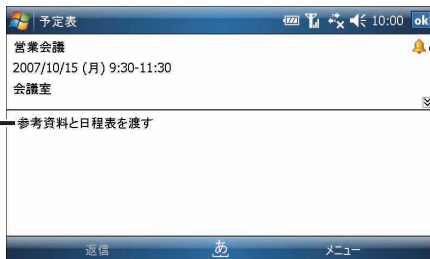 予定表 10:00 ok
営業会議
2007/10/15 (月) 9:30-11:30
会議室
参考資料と日程表を渡す
返信 あ メニュー